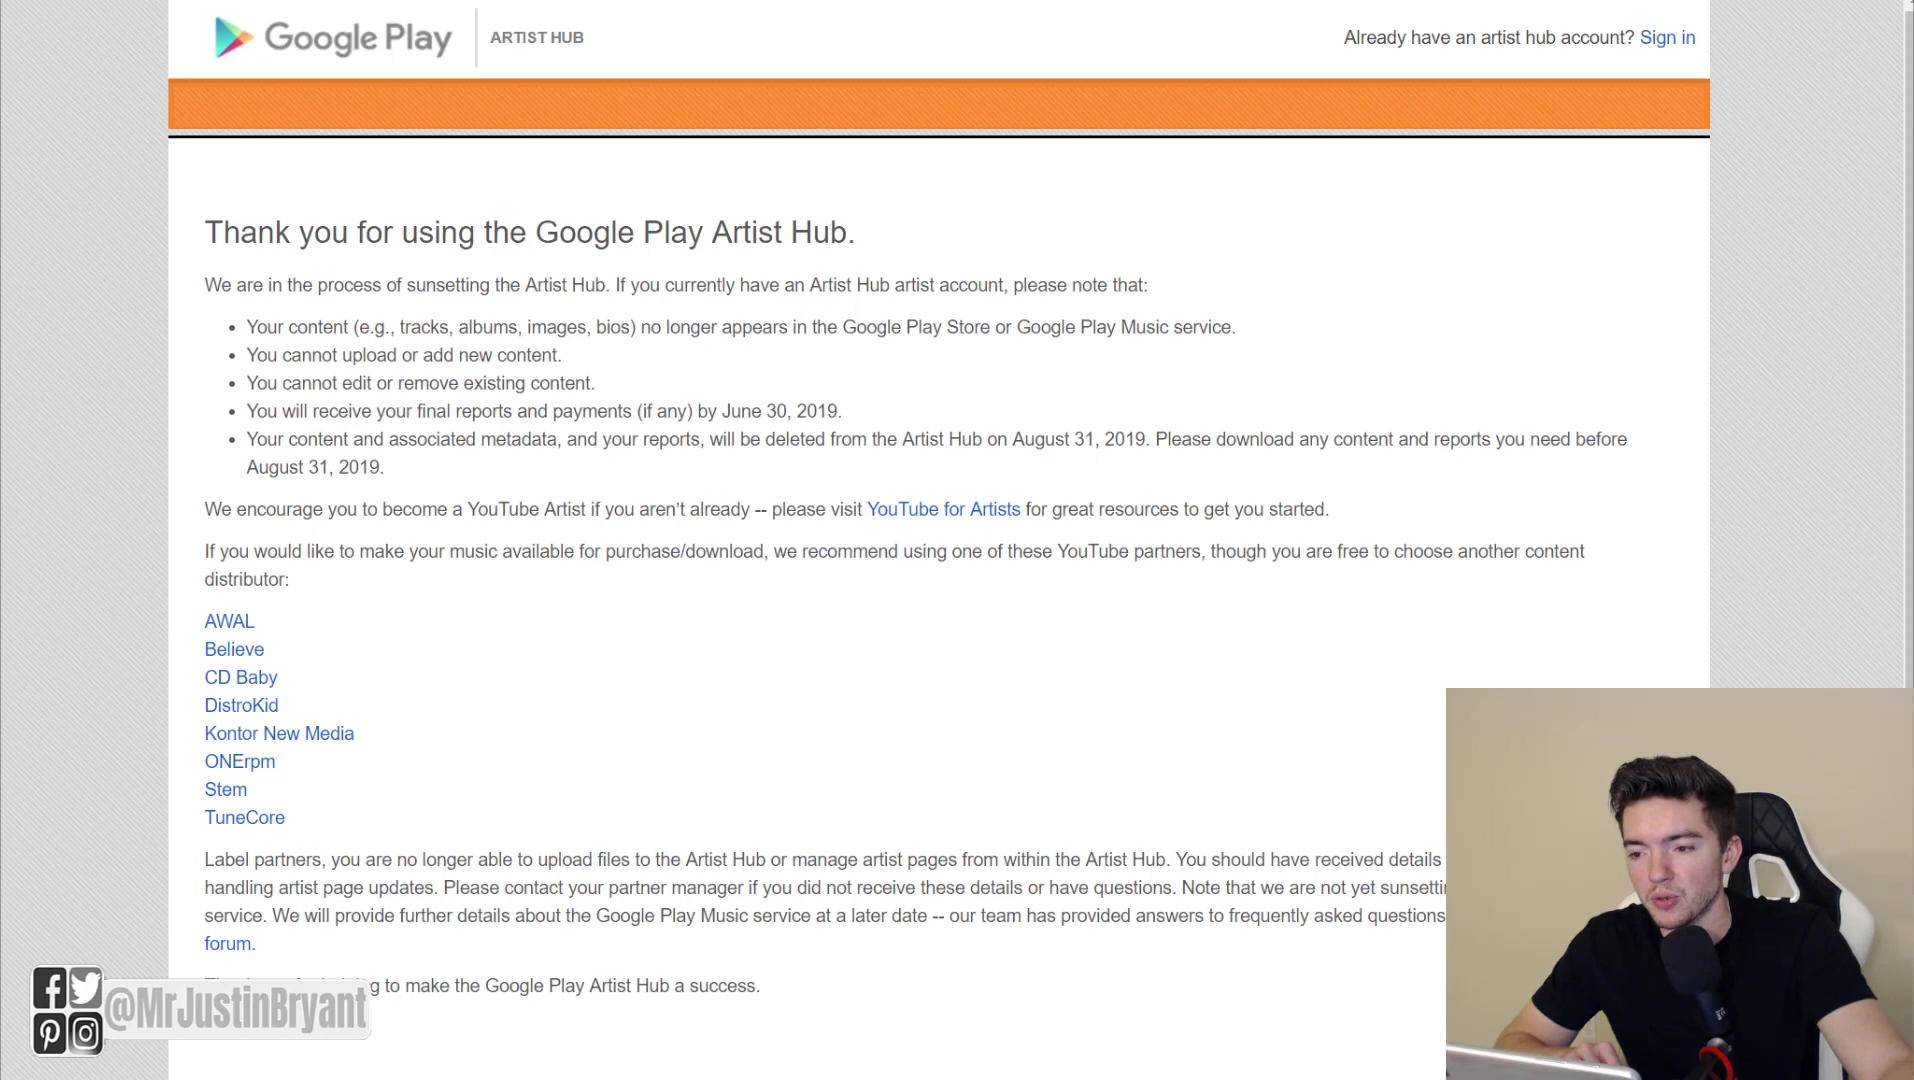 Google Play ARTIST HUB Already have an artist hub account? Sign in
Thank you for using the Google Play Artist Hub.
We are in the process of sunsetting the Artist Hub. If you currently have an Artist Hub artist account, please note that:
• Your content (e.g., tracks, albums, images, bios) no longer appears in the Google Play Store or Google Play Music service.
• You cannot upload or add new content.
• You cannot edit or remove existing content.
• You will receive your final reports and payments (if any) by June 30, 2019.
• Your content and associated metadata, and your reports, will be deleted from the Artist Hub on August 31, 2019. Please download any content and reports you need before
August 31, 2019.
We encourage you to become a YouTube Artist if you aren't already -- please visit YouTube for Artists for great resources to get you started.
If you would like to make your music available for purchase/download, we recommend using one of these YouTube partners, though you are free to choose another content
distributor:
AWAL
Believe
CD Baby
DistroKid
Kontor New Media
ONErpm
Stem
TuneCore
Label partners, you are no longer able to upload files to the Artist Hub or manage artist pages from within the Artist Hub. You should have received details
handling artist page updates. Please contact your partner manager if you did not receive these details or have questions. Note that we are not yet
service. We will provide further details about the Google Play Music service at a later date -- our team has provided answers to frequently asked questions
forum.
to make the Google Play Artist Hub a success.
@MrJustinBryant